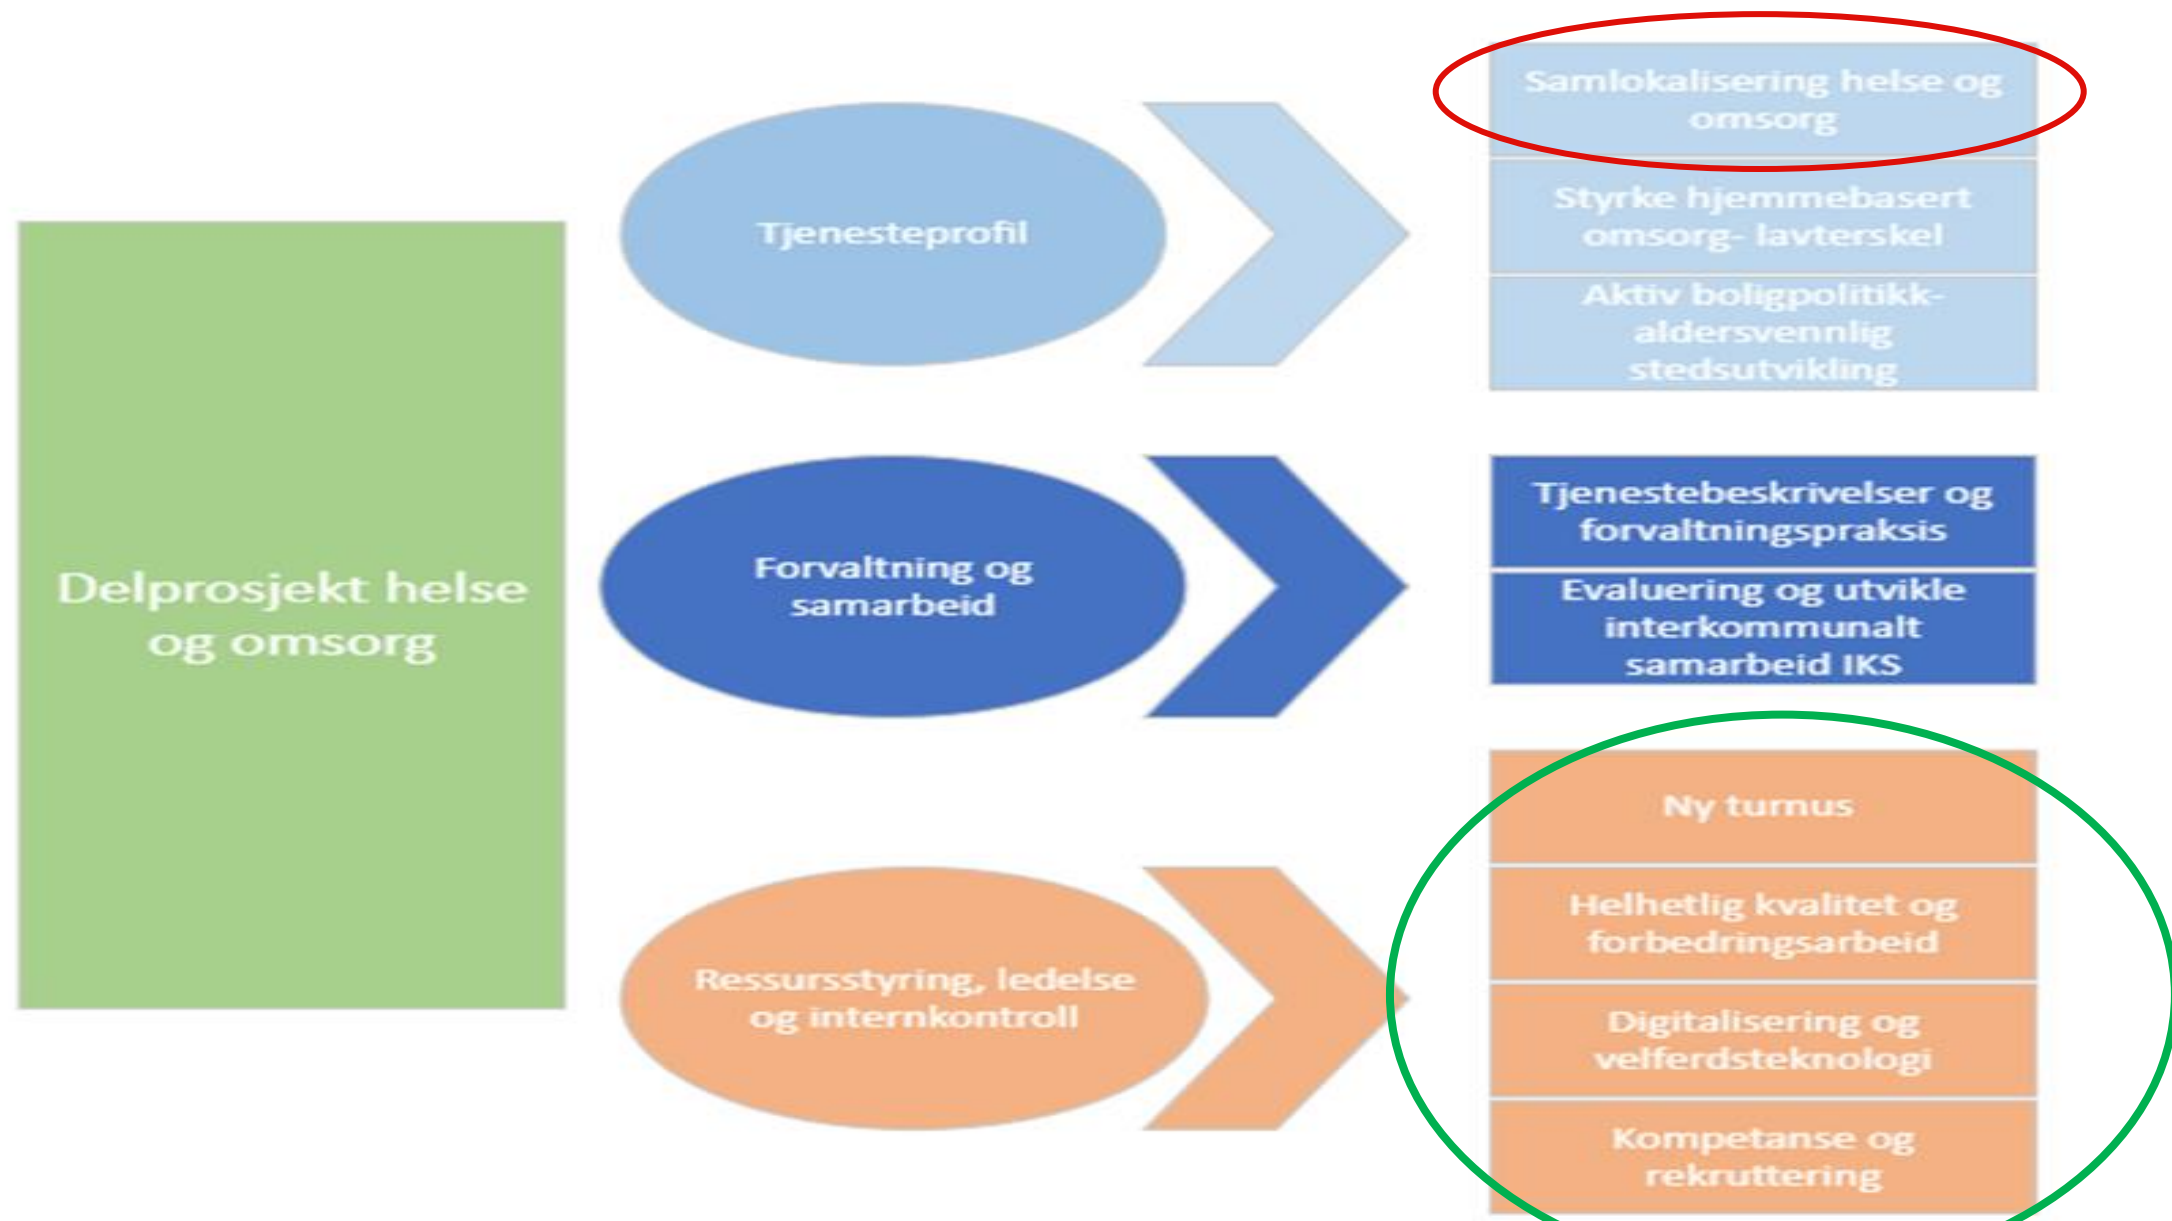 Delprosjekt helse
og omsorg
Tjenesteprofil
Samlokalisering helse og
omsorg
Styrke hjemmebasert
omsorg- lavterskel
Aktiv boligpolitikk-
aldersvennlig
stedsutvikling
Forvaltning og
samarbeid
Tjenestebeskrivelser og
forvaltningspraksis
Evaluering og utvikle
interkommunalt
samarbeid IKS
Ressursstyring, ledelse
og internkontroll
Ny turnus
Helhetlig kvalitet og
forbedringsarbeid
Digitalisering og
velferdsteknologi
Kompetanse og
rekruttering